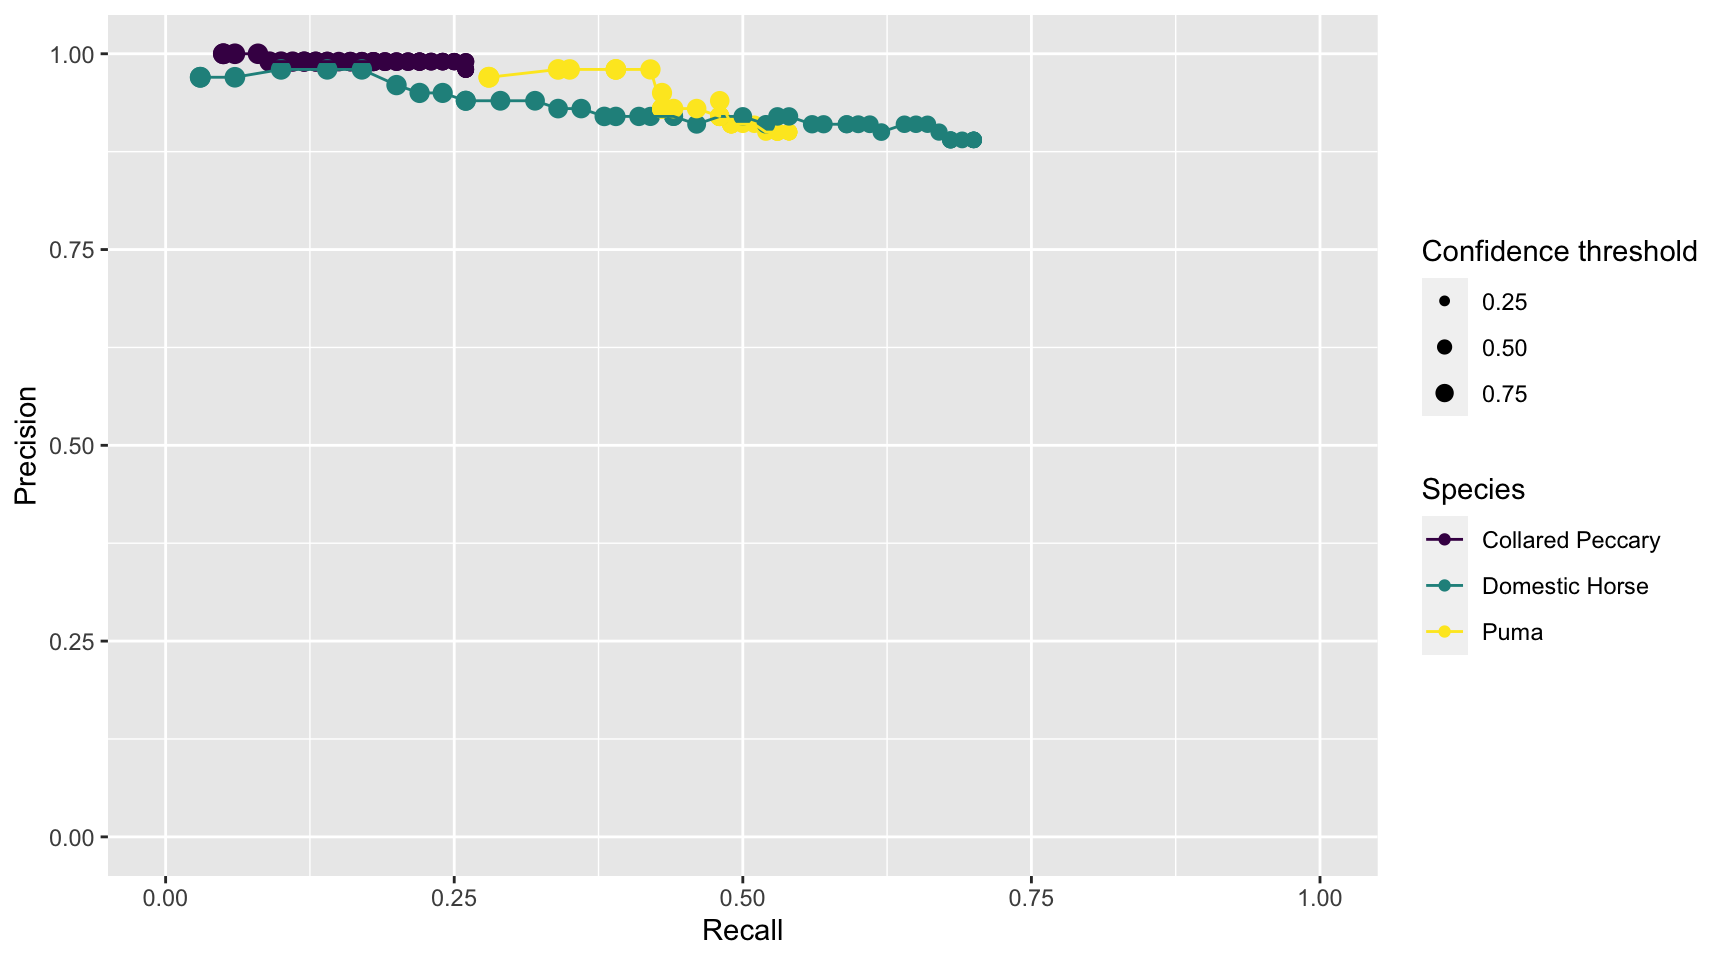 1.00
0.75
0.50
0.25
0.00
Precision
0.00
0.25
0.50
0.75
1.00
Recall
Confidence threshold
0.25
0.50
0.75
Species
Collared Peccary
Domestic Horse
Puma